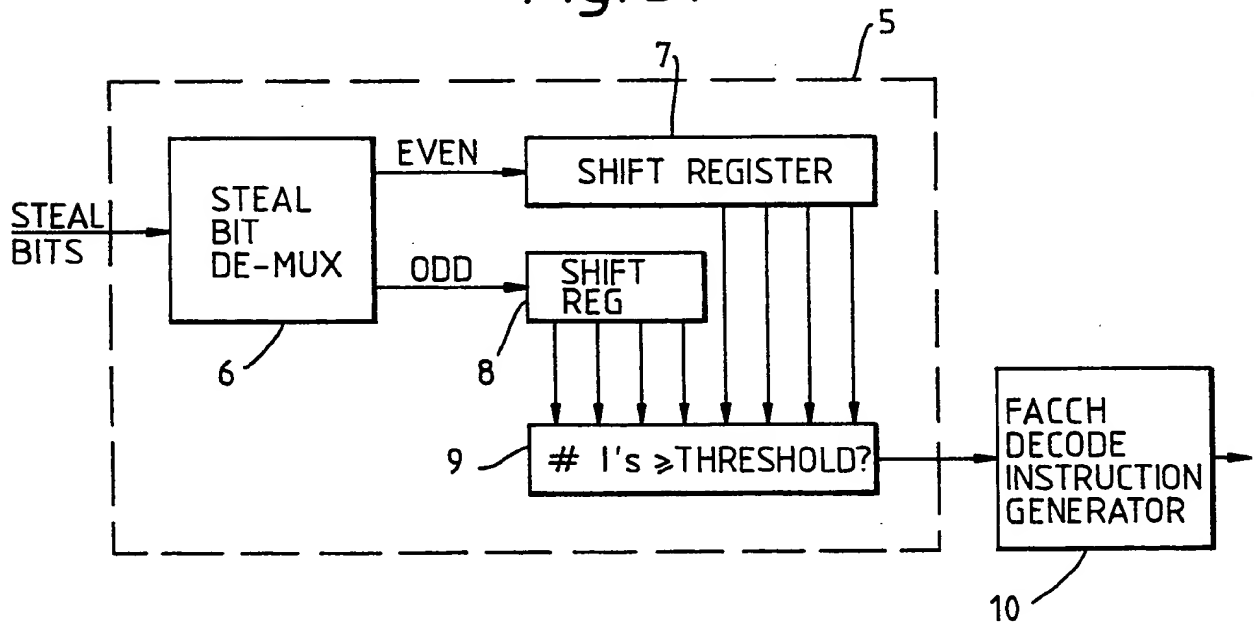 5
7
EVEN
SHIFT REGISTER
STEAL
BIT
DE-MUX
STEAL
BITS
ODD
SHIFT
REG
6
8
9
# 1's ⩾THRESHOLD?
FACCH
DECODE
INSTRUCTION
GENERATOR
10